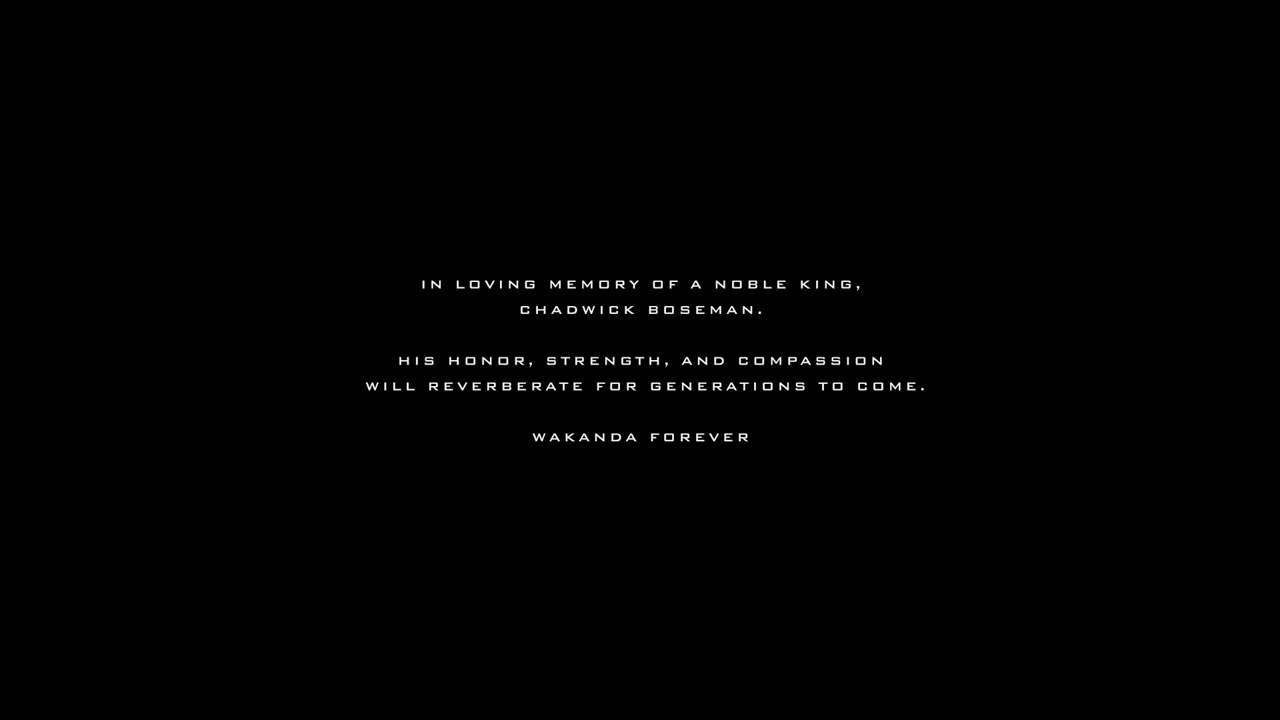 IN LOVING MEMORY OF A NOBLE KING,
CHADWICK BOSEMAN.
HIS HONOR, STRENGTH, AND COMPASSION
WILL REVERBERATE FOR GENERATIONS TO COME.
WAKANDA FOREVER